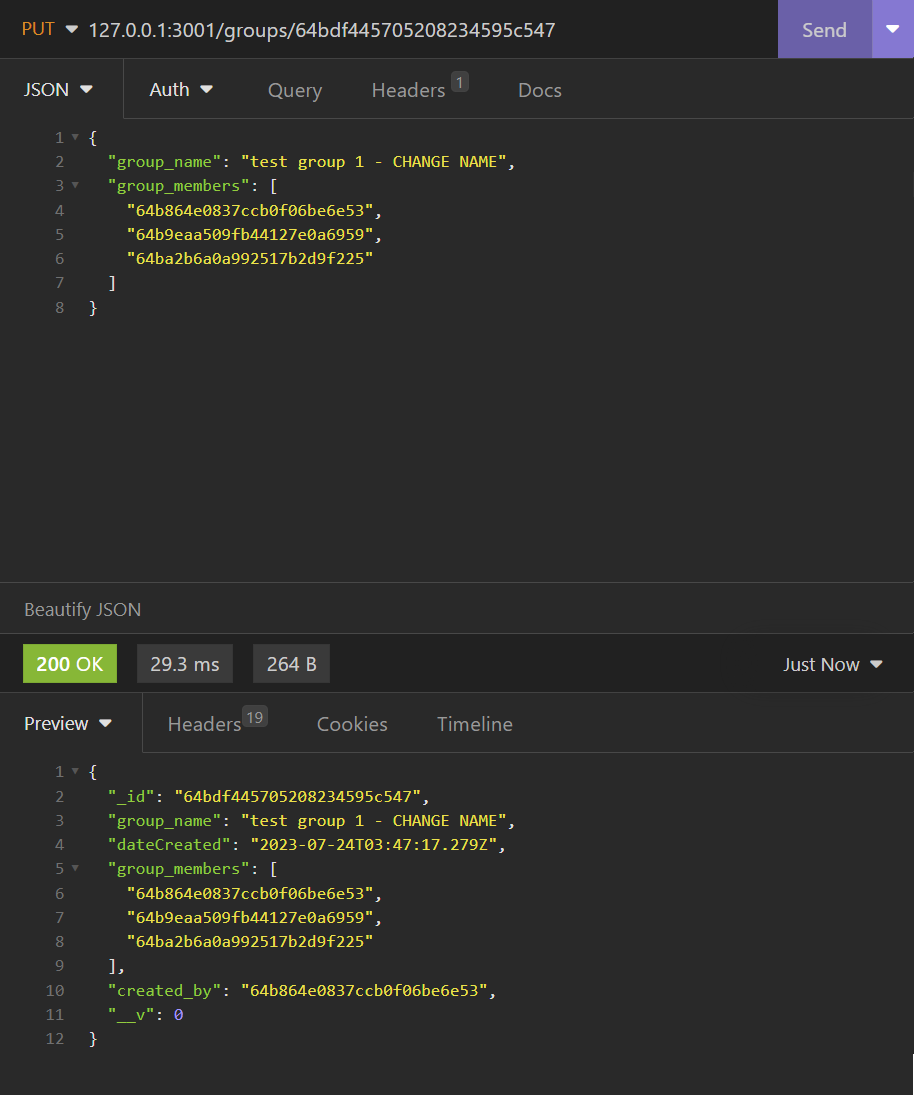 PUT 127.0.0.1:3001/groups/64bdf445705208234595c547 Send
JSON Auth Query Headers 1 Docs
1 {
2 "group_name": "test group 1 - CHANGE NAME",
3 "group_members": [
4 "64b864e0837ccb0f06be6e53",
5 "64b9eaa509fb44127e0a6959",
6 "64ba2b6a0a992517b2d9f225"
7 ]
8 }
Beautify JSON
200 OK 29.3 ms 264 B Just Now
Preview Headers 19 Cookies Timeline
1 {
2 "_id": "64bdf445705208234595c547",
3 "group_name": "test group 1 - CHANGE NAME",
4 "dateCreated": "2023-07-24T03:47:17.279Z",
5 "group_members": [
6 "64b864e0837ccb0f06be6e53",
7 "64b9eaa509fb44127e0a6959",
8 "64ba2b6a0a992517b2d9f225"
9 ],
10 "created_by": "64b864e0837ccb0f06be6e53",
11 "__v": 0
12 }